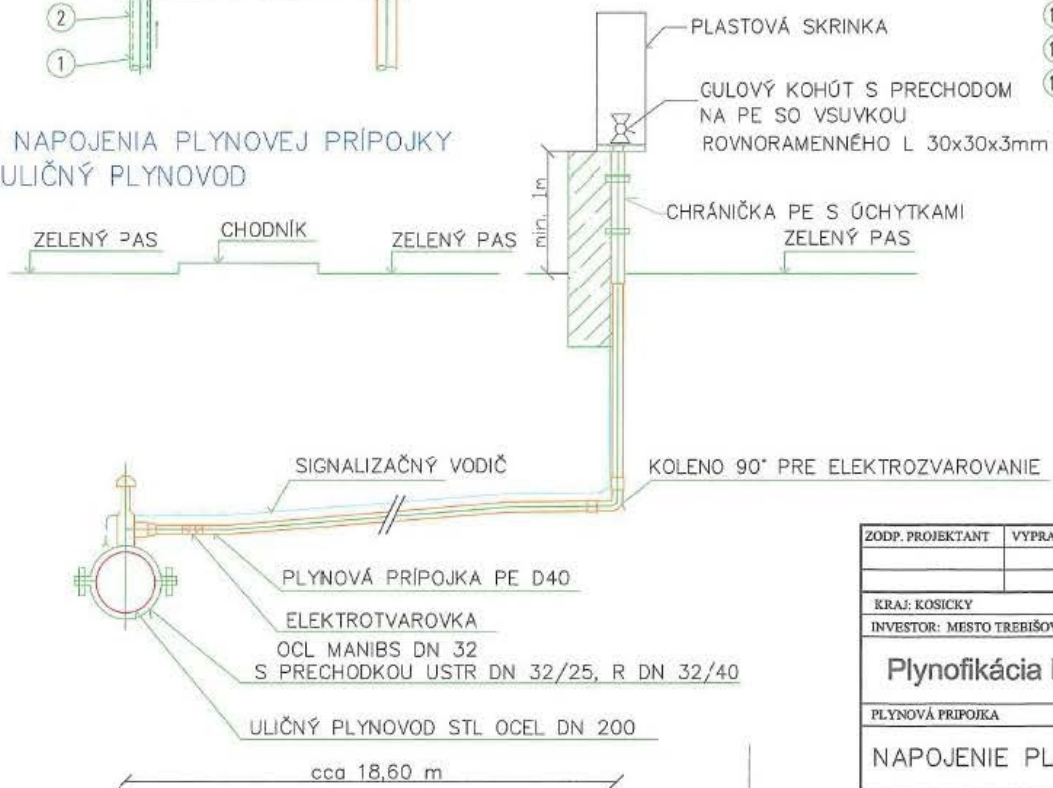 2
1
PLASTOVÁ SKRINKA
GULOVÝ KOHÚT S PRECHODOM
NA PE SO VSUVKOU
ROVNORAMENNÉHO L 30x30x3mm
NAPOJENIA PLYNOVEJ PRÍPOJKY
ULIČNÝ PLYNOVOD
min. 1m
CHRÁNIČKA PE S ÚCHYTKAMI
ZELENÝ PAS
CHODNÍK
ZELENÝ PAS
ZELENÝ PAS
SIGNALIZAČNÝ VODIČ
KOLENO 90° PRE ELEKTROZVAROVANIE
PLYNOVÁ PRÍPOJKA PE D40
ELEKTROTVAROVKA
OCL MANIBS DN 32
S PRECHODKOU USTR DN 32/25, R DN 32/40
ULIČNÝ PLYNOVOD STL OCEL DN 200
cca 18,60 m
ZODP. PROJEKTANT
KRAJ: KOSICKY
INVESTOR: MESTO
Plynofikácia
PLYNOVÁ PRIPOJKA
NAPOJENIE